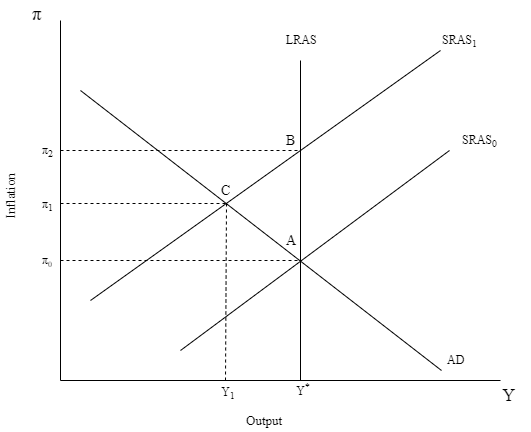 π
LRAS
SRAS₁
B
SRAS₀
π₂
C
π₁
Inflation
A
π₀
AD
Y₁
Y*
Y
Output